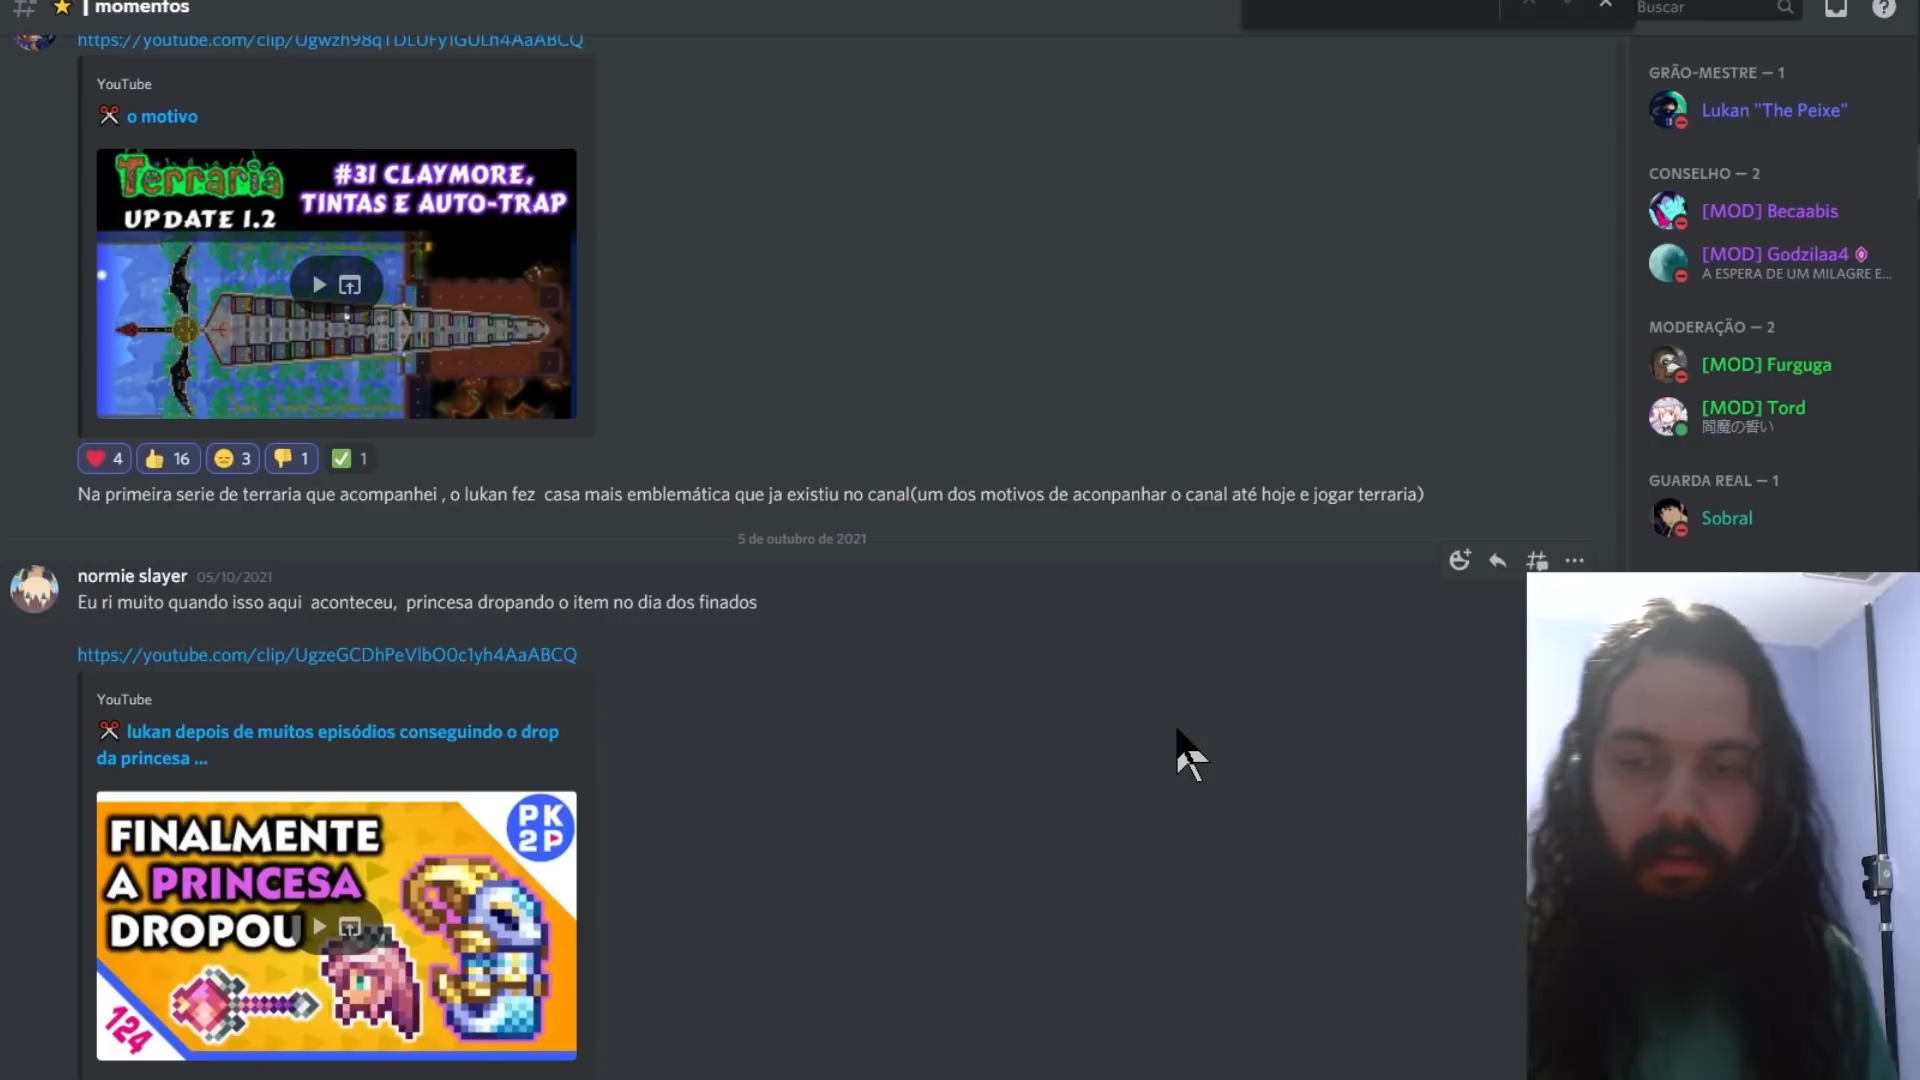 | momentos
Buscar
https://youtube.com/clip/Ugwzh98q1DLUFy1GULh4AaABCQ
YouTube
o motivo
Terraria
UPDATE 1.2
#31 CLAYMORE,
TINTAS E AUTO-TRAP
4 16 3 1 1
Na primeira serie de terraria que acompanhei , o lukan fez casa mais emblemática que ja existiu no canal(um dos motivos de aconpanhar o canal até hoje e jogar terraria)
5 de outubro de 2021
normie slayer 05/10/2021
Eu ri muito quando isso aqui aconteceu, princesa dropando o item no dia dos finados
https://youtube.com/clip/UgzeGCDhPeVlbO0c1yh4AaABCQ
YouTube
lukan depois de muitos episódios conseguindo o drop
da princesa ...
FINALMENTE
A PRINCESA
DROPOU
PK
2P
124
GRÃO-MESTRE — 1
Lukan "The Peixe"
CONSELHO — 2
[MOD] Becaabis
[MOD] Godzilaa4
A ESPERA DE UM MILAGRE E...
MODERAÇÃO — 2
[MOD] Furguga
[MOD] Tord
閻魔の誓い
GUARDA REAL — 1
Sobral